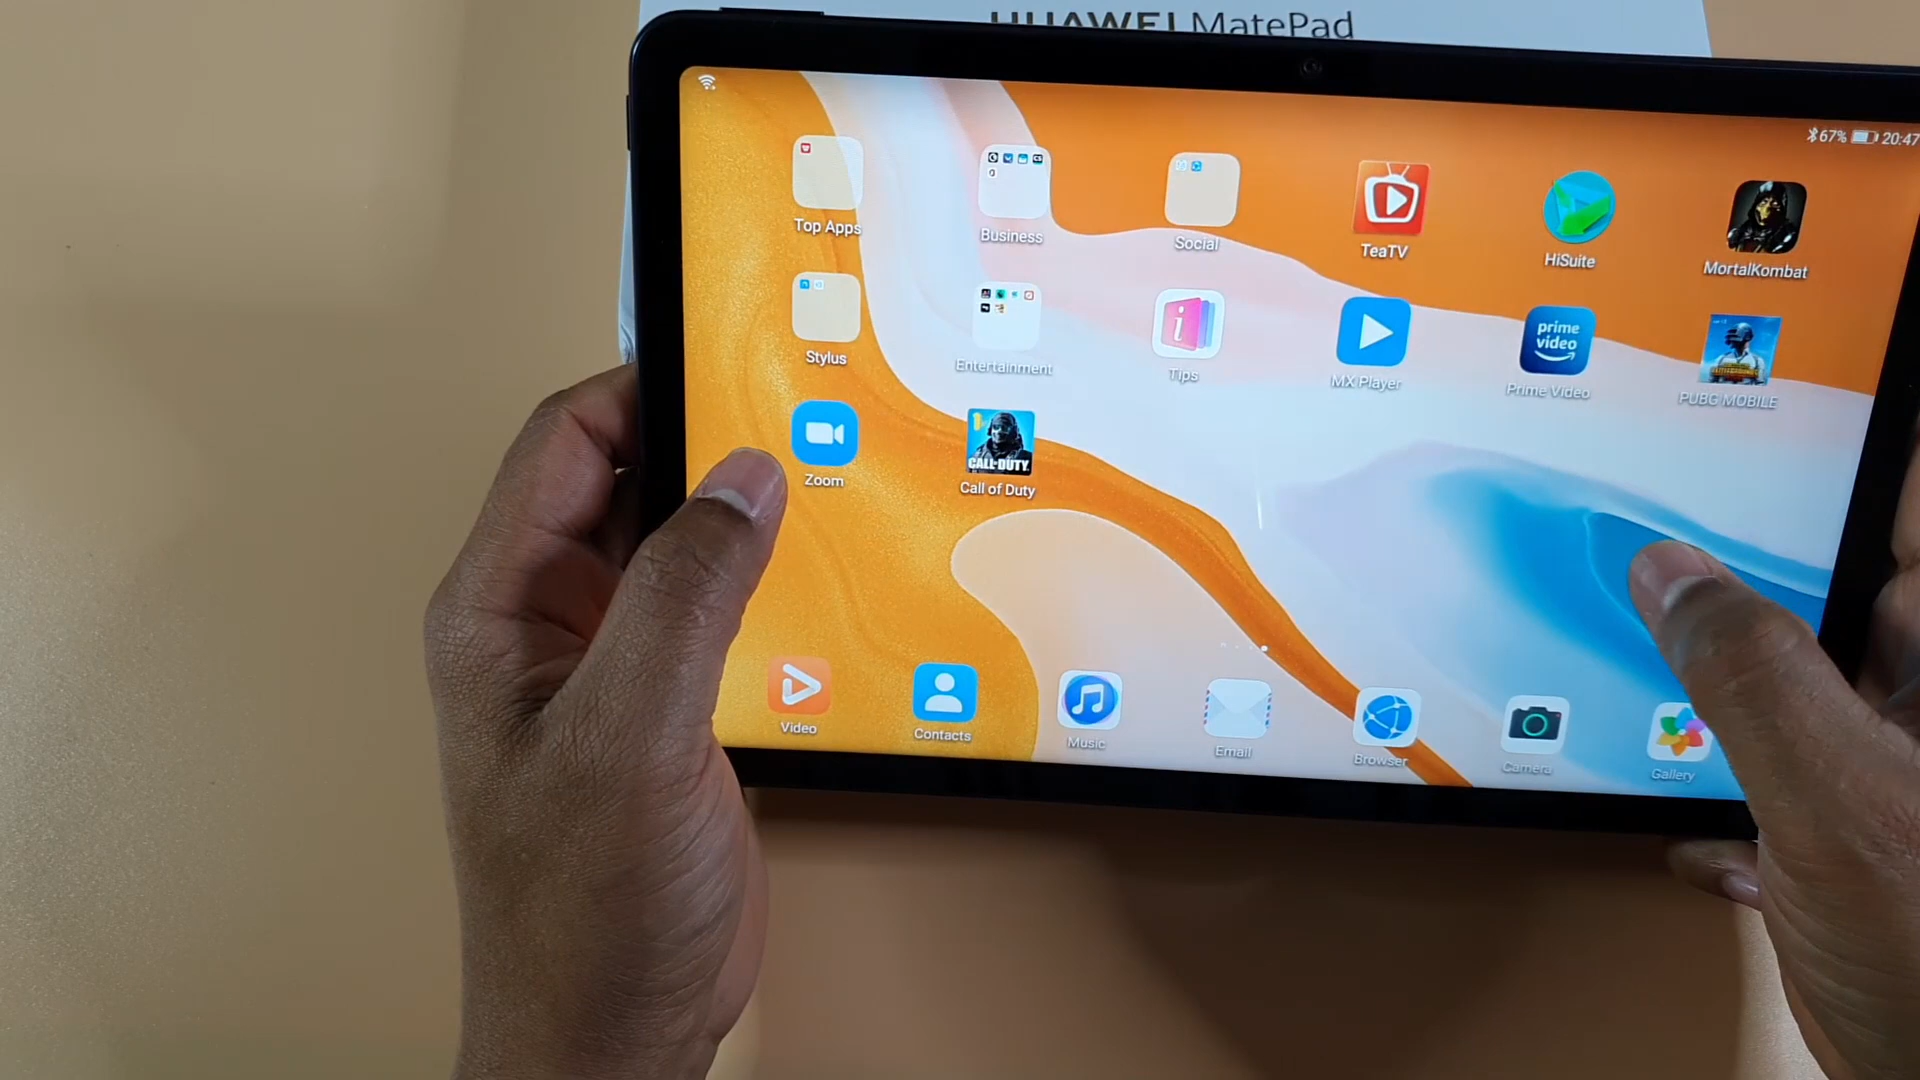 HUAWEI MatePad
67% 20:47
Top Apps
Business
Social
TeaTV
HiSuite
MortalKombat
Stylus
Entertainment
Tips
MX Player
prime
video
Prime Video
PUBG MOBILE
Zoom
CALL OF DUTY
Call of Duty
Video
Contacts
Music
Email
Browser
Camera
Gallery